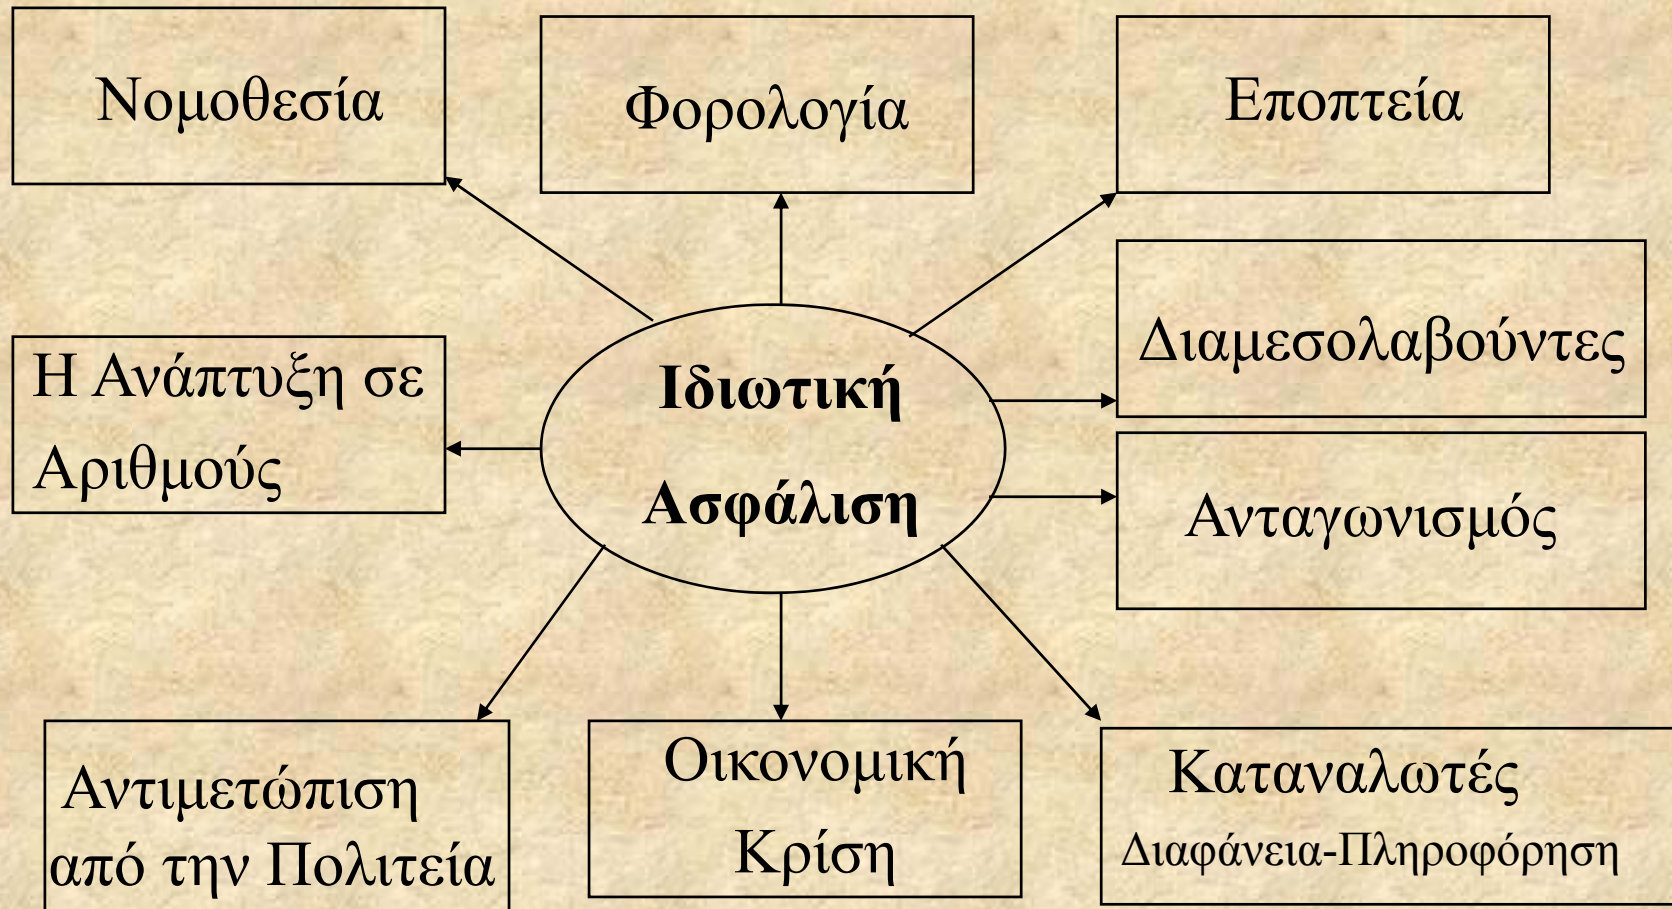 Νομοθεσία
Φορολογία
Εποπτεία
Διαμεσολαβούντες
Η Ανάπτυξη σε
Αριθμούς
Ιδιωτική
Ασφάλιση
Ανταγωνισμός
Αντιμετώπιση
από την Πολιτεία
Οικονομική
Κρίση
Καταναλωτές
Διαφάνεια-Πληροφόρηση